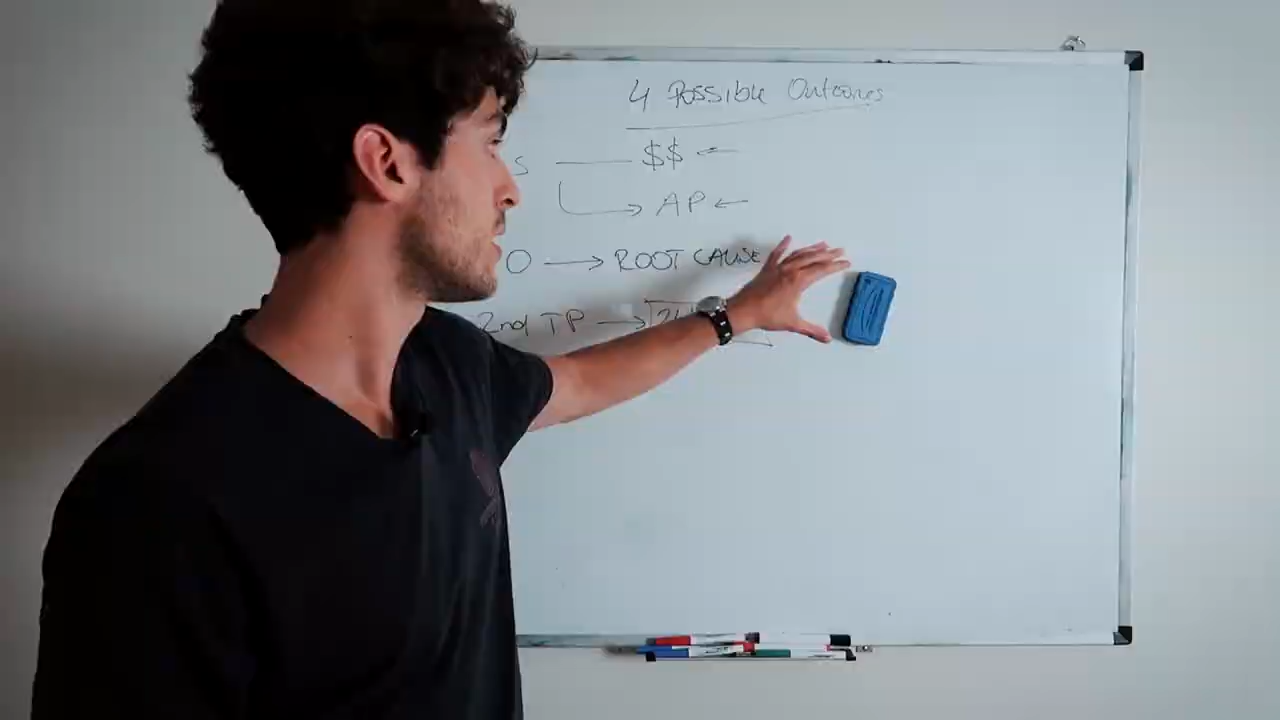 4 Possible Outcomes
S — $$ ←
→ AP ←
O → ROOT CAUSE
2nd TP →